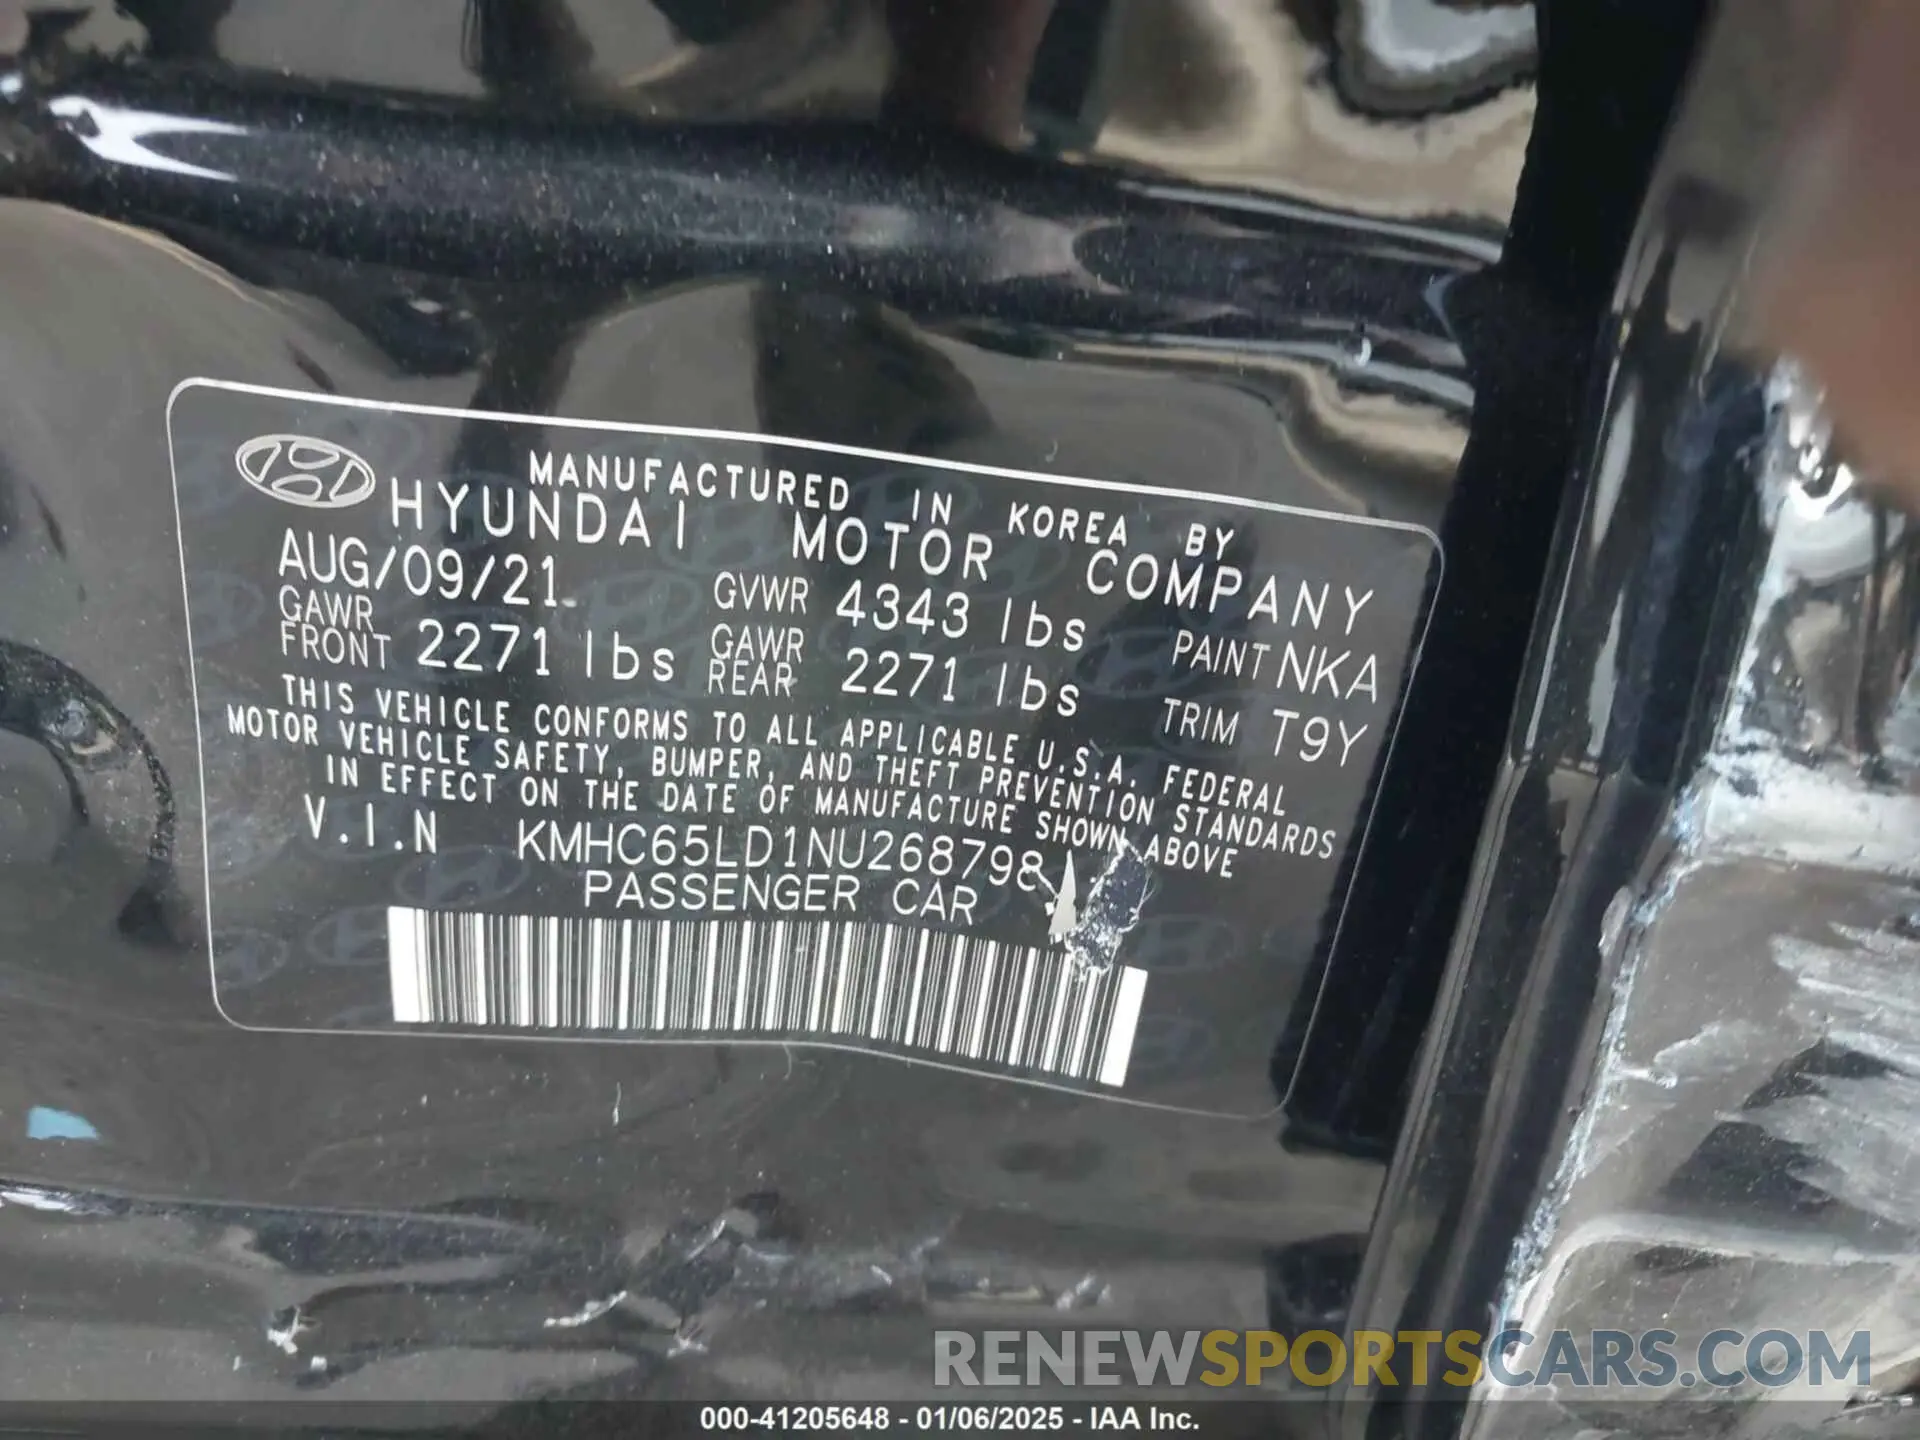 MANUFACTURED IN KOREA BY
HYUNDAI MOTOR COMPANY
AUG/09/21 GVWR 4343 lbs PAINT NKA
GAWR FRONT 2271 lbs GAWR REAR 2271 lbs TRIM T9Y
THIS VEHICLE CONFORMS TO ALL APPLICABLE U.S.A. FEDERAL
MOTOR VEHICLE SAFETY, BUMPER, AND THEFT PREVENTION STANDARDS
IN EFFECT ON THE DATE OF MANUFACTURE SHOWN ABOVE
V.I.N KMHC65LD1NU268798
PASSENGER CAR
RENEWSPORTSCARS.COM
000-41205648 - 01/06/2025 - IAA Inc.